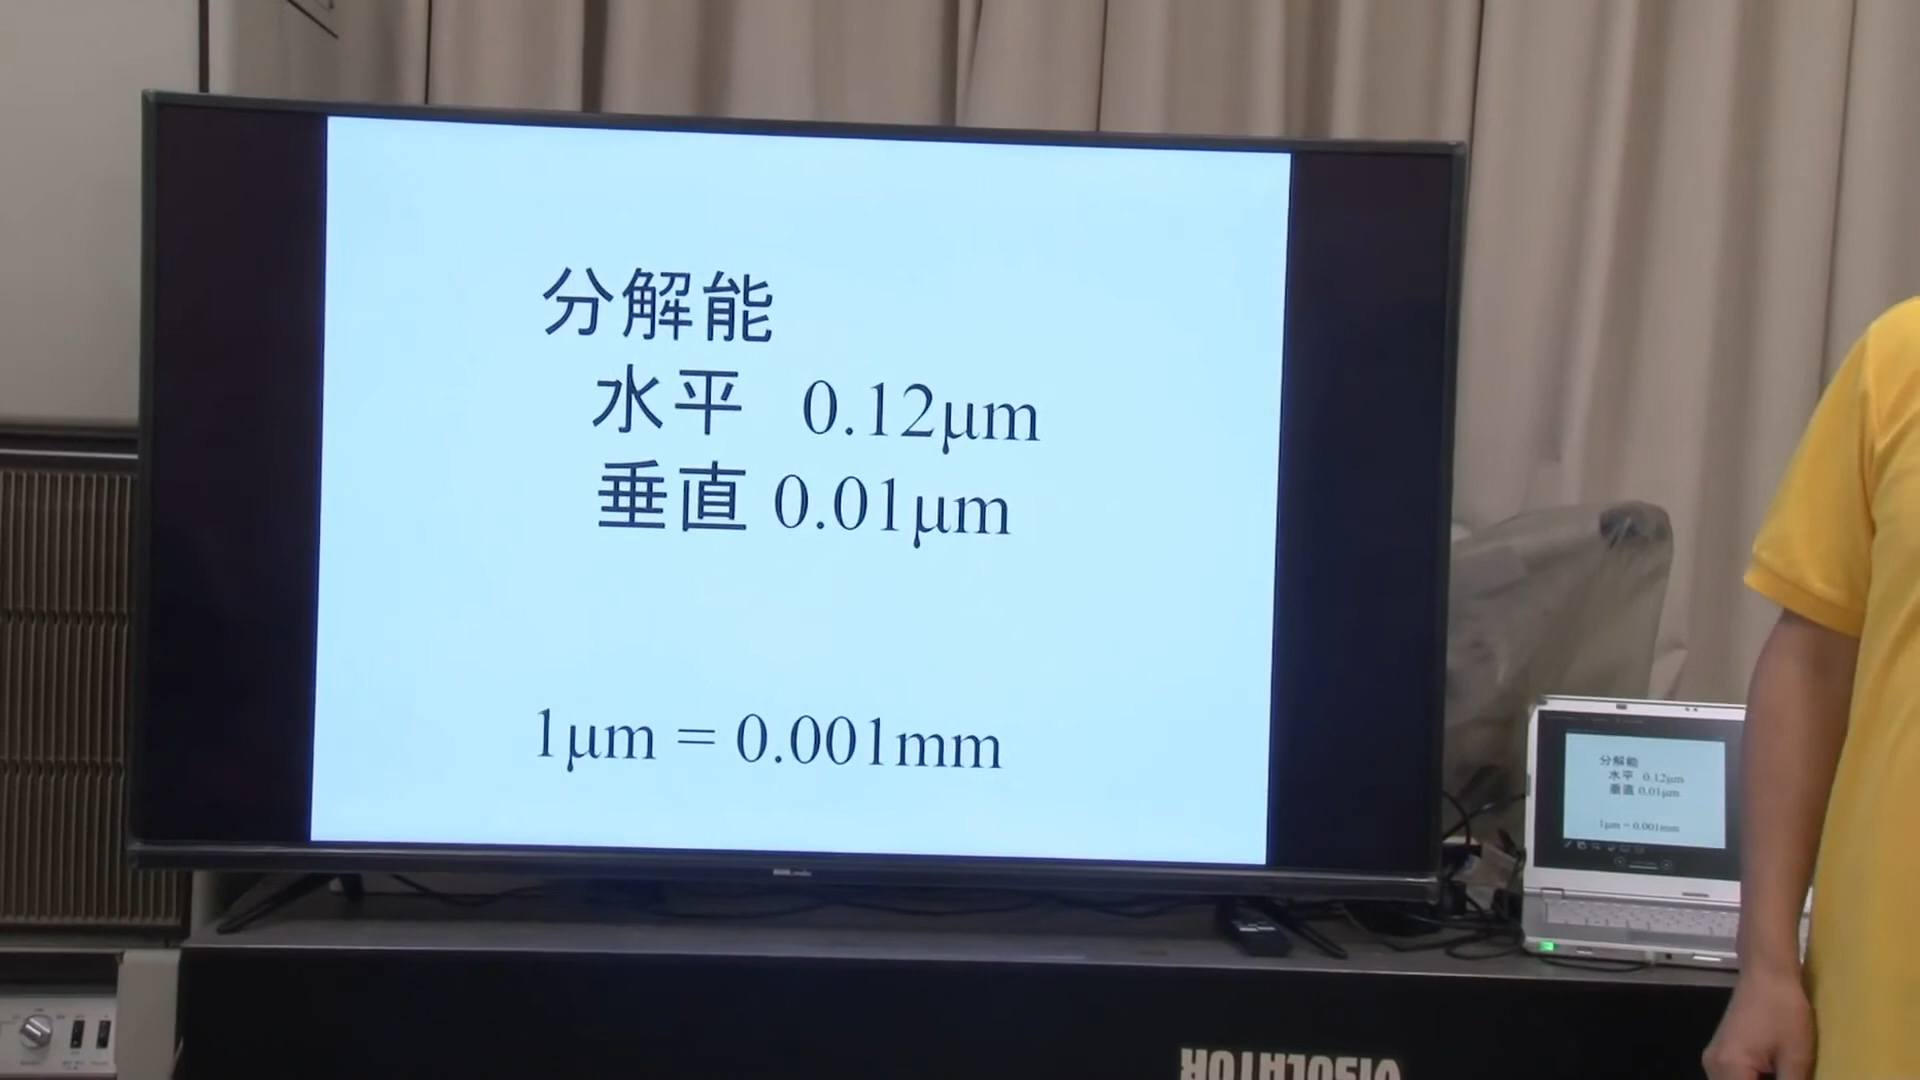 分解能
水平 0.12μm
垂直 0.01μm
1μm = 0.001mm
分解能
水平 0.12μm
垂直 0.01μm
1μm = 0.001mm
VISOLATOR